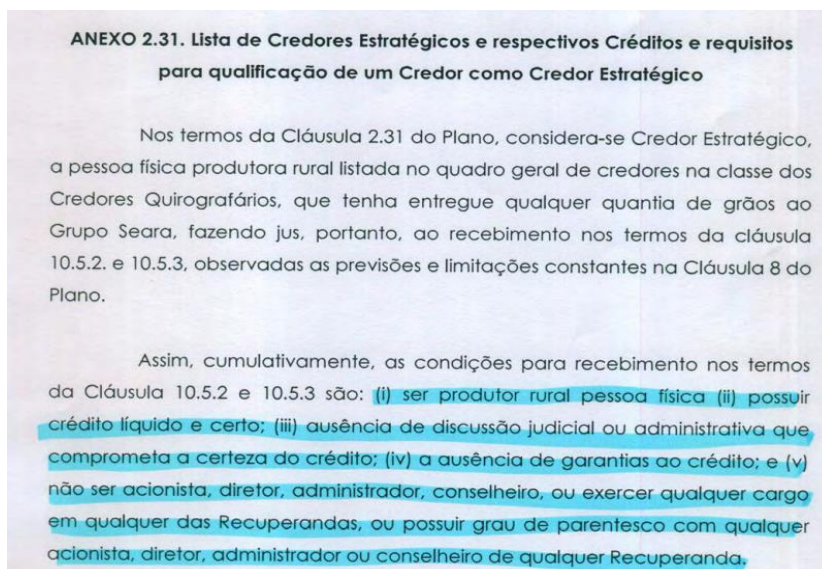 ANEXO 2.31. Lista de Credores Estratégicos e respectivos Créditos e requisitos
para qualificação de um Credor como Credor Estratégico
Nos termos da Cláusula 2.31 do Plano, considera-se Credor Estratégico,
a pessoa física produtora rural listada no quadro geral de credores na classe dos
Credores Quirografários, que tenha entregue qualquer quantia de grãos ao
Grupo Seara, fazendo jus, portanto, ao recebimento nos termos da cláusula
10.5.2. e 10.5.3, observadas as previsões e limitações constantes na Cláusula 8 do
Plano.
Assim, cumulativamente, as condições para recebimento nos termos
da Cláusula 10.5.2 e 10.5.3 são: (i) ser produtor rural pessoa física (ii) possuir
crédito líquido e certo; (iii) ausência de discussão judicial ou administrativa que
comprometa a certeza do crédito; (iv) a ausência de garantias ao crédito; e (v)
não ser acionista, diretor, administrador, conselheiro, ou exercer qualquer cargo
em qualquer das Recuperandas, ou possuir grau de parentesco com qualquer
acionista, diretor, administrador ou conselheiro de qualquer Recuperanda.